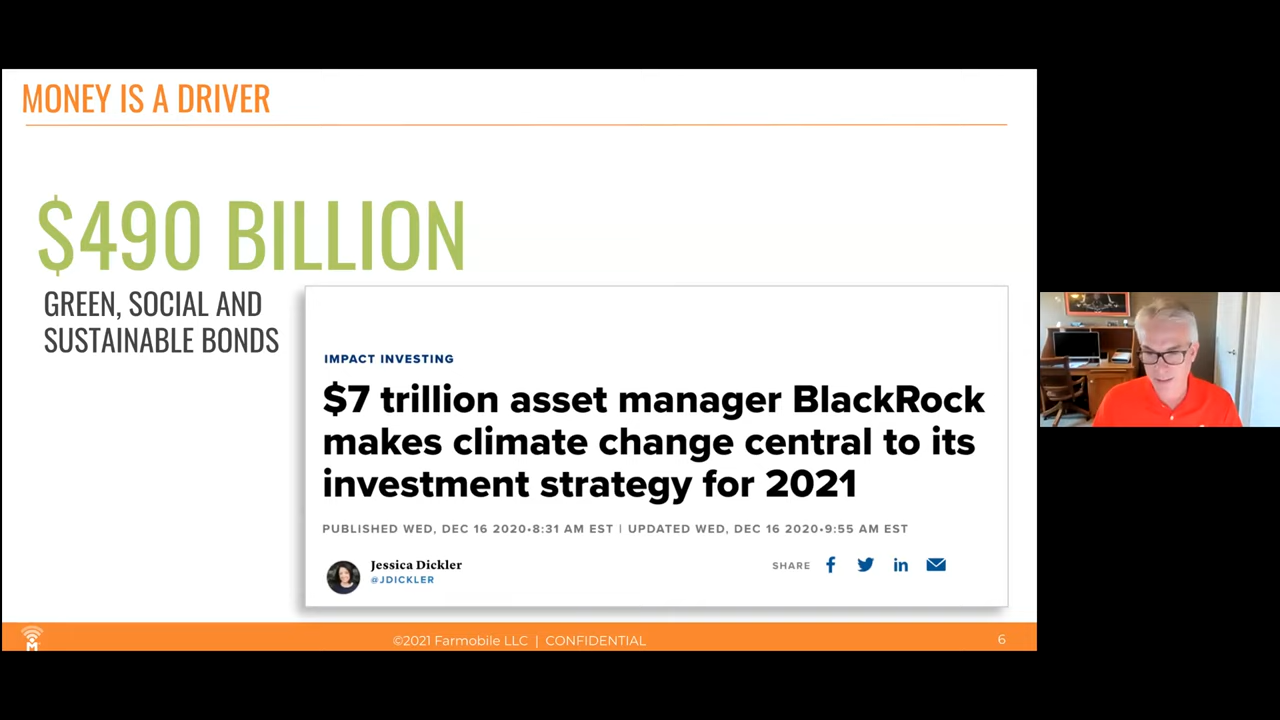 MONEY IS A DRIVER
$490 BILLION
GREEN, SOCIAL AND
SUSTAINABLE BONDS
IMPACT INVESTING
$7 trillion asset manager BlackRock
makes climate change central to its
investment strategy for 2021
PUBLISHED WED, DEC 16 2020•8:31 AM EST | UPDATED WED, DEC 16 2020•9:55 AM EST
Jessica Dickler
@JDICKLER
SHARE
©2021 Farmobile LLC | CONFIDENTIAL
6